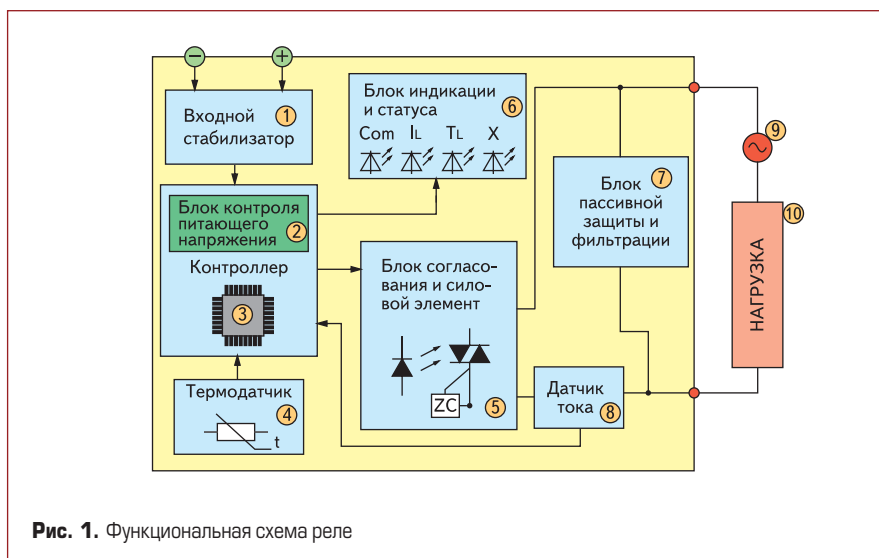 −
+
Входной
стабилизатор
1
Блок индикации
и статуса
6
Com IL TL X
Блок контроля
питающего
напряжения
2
Контроллер
3
Термодатчик
4
t
Блок согласо-
вания и сило-
вой элемент
ZC
5
Блок
пассивной
защиты и
фильтрации
7
Датчик
тока
8
9
10
НАГРУЗКА
Рис. 1. Функциональная схема реле